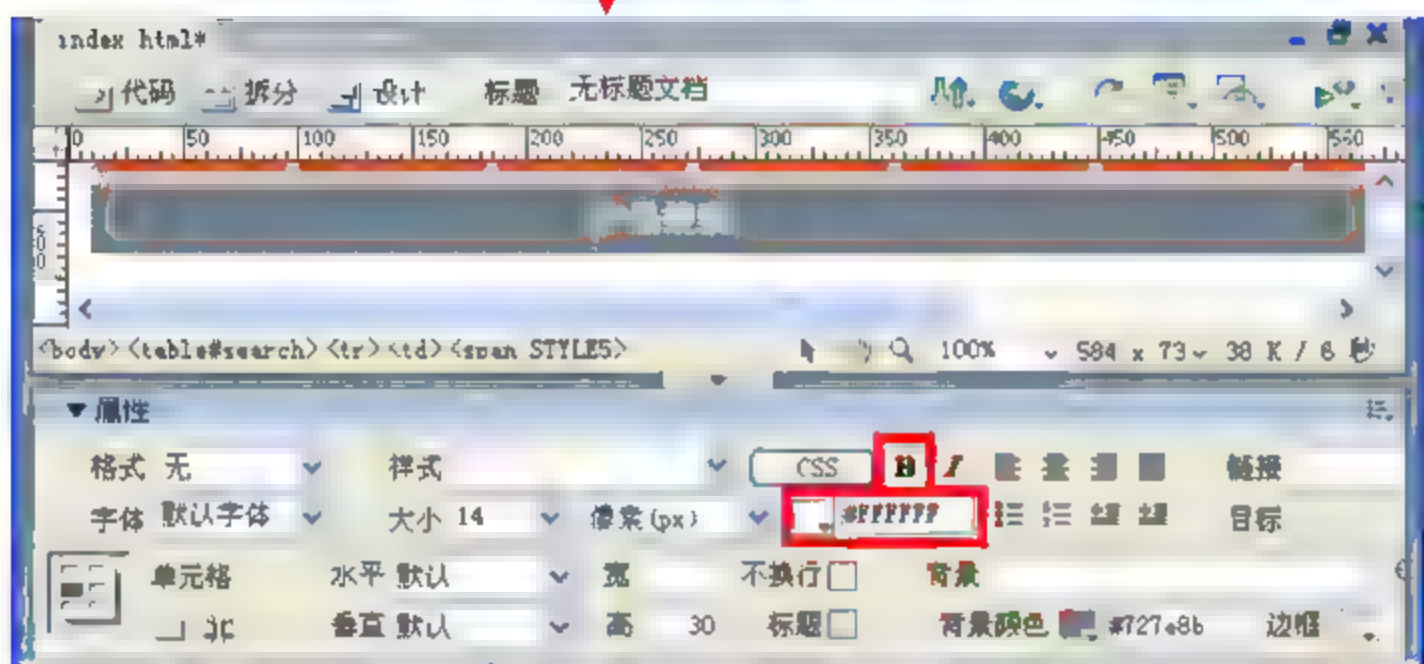 index html*
代码 拆分 设计 标题 无标题文档
0 50 100 150 200 250 300 350 400 450 500 550
<body> <table#search> <tr> <td> <span STYLE5> 100% 584 x 73 38 K / 6
属性
格式 无 样式 CSS B I 链接
字体 默认字体 大小 14 像素(px) #FFFFFF 目标
单元格 水平 默认 宽 不换行 背景
垂直 默认 高 30 标题 背景颜色 #727e8b 边框